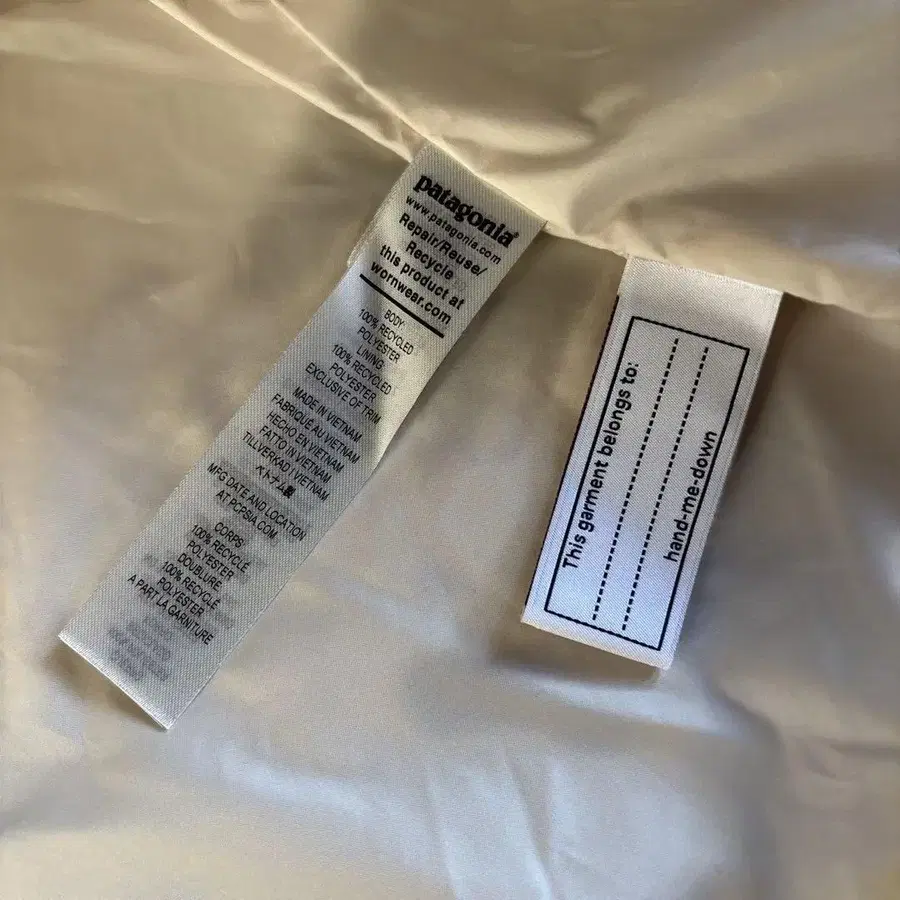 patagonia®
www.patagonia.com
Repair/Reuse/
Recycle
this product at
wornwear.com
BODY:
100% RECYCLED
POLYESTER
LINING:
100% RECYCLED
POLYESTER
EXCLUSIVE OF TRIM
MADE IN VIETNAM
FABRIQUE AU VIETNAM
HECHO EN VIETNAM
FATTO IN VIETNAM
TILLVERKAD I VIETNAM
ベトナム製
MFG DATE AND LOCATION
AT PCPSIA.COM
CORPS:
100% RECYCLÉ
POLYESTER
DOUBLURE:
100% RECYCLÉ
POLYESTER
A PART LA GARNITURE
This garment belongs to:
hand-me-down